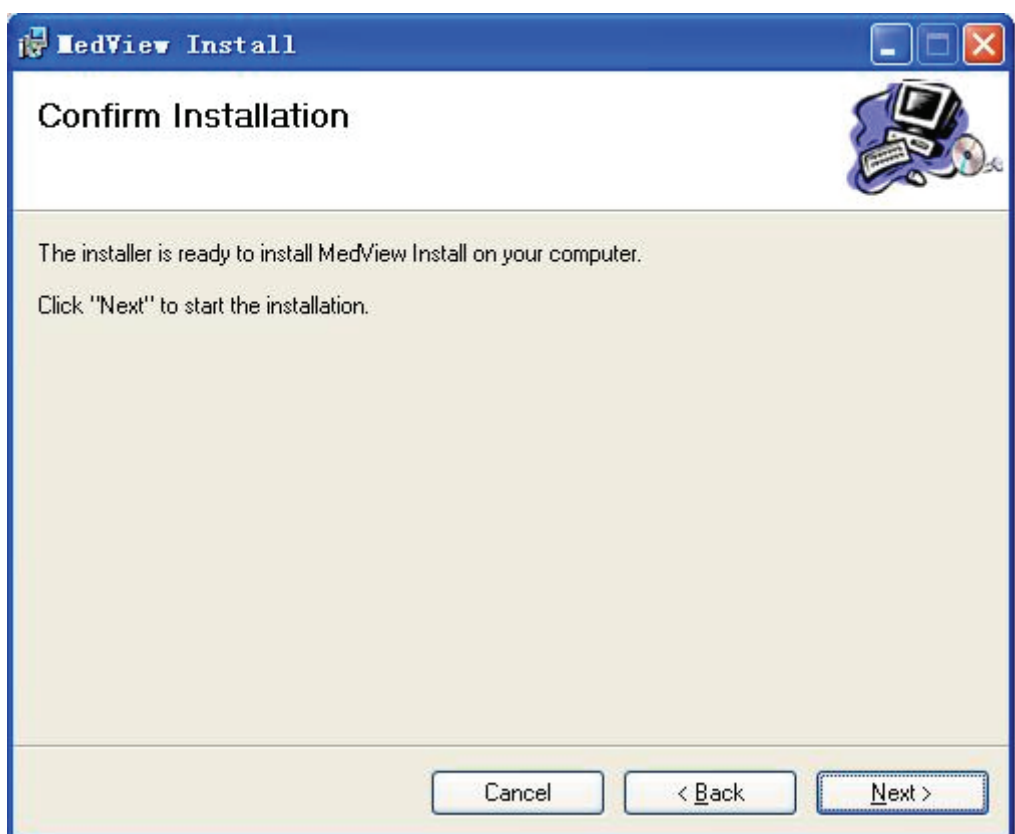 MedView Install
Confirm Installation
The installer is ready to install MedView Install on your computer.
Click "Next" to start the installation.
Cancel
< Back
Next >